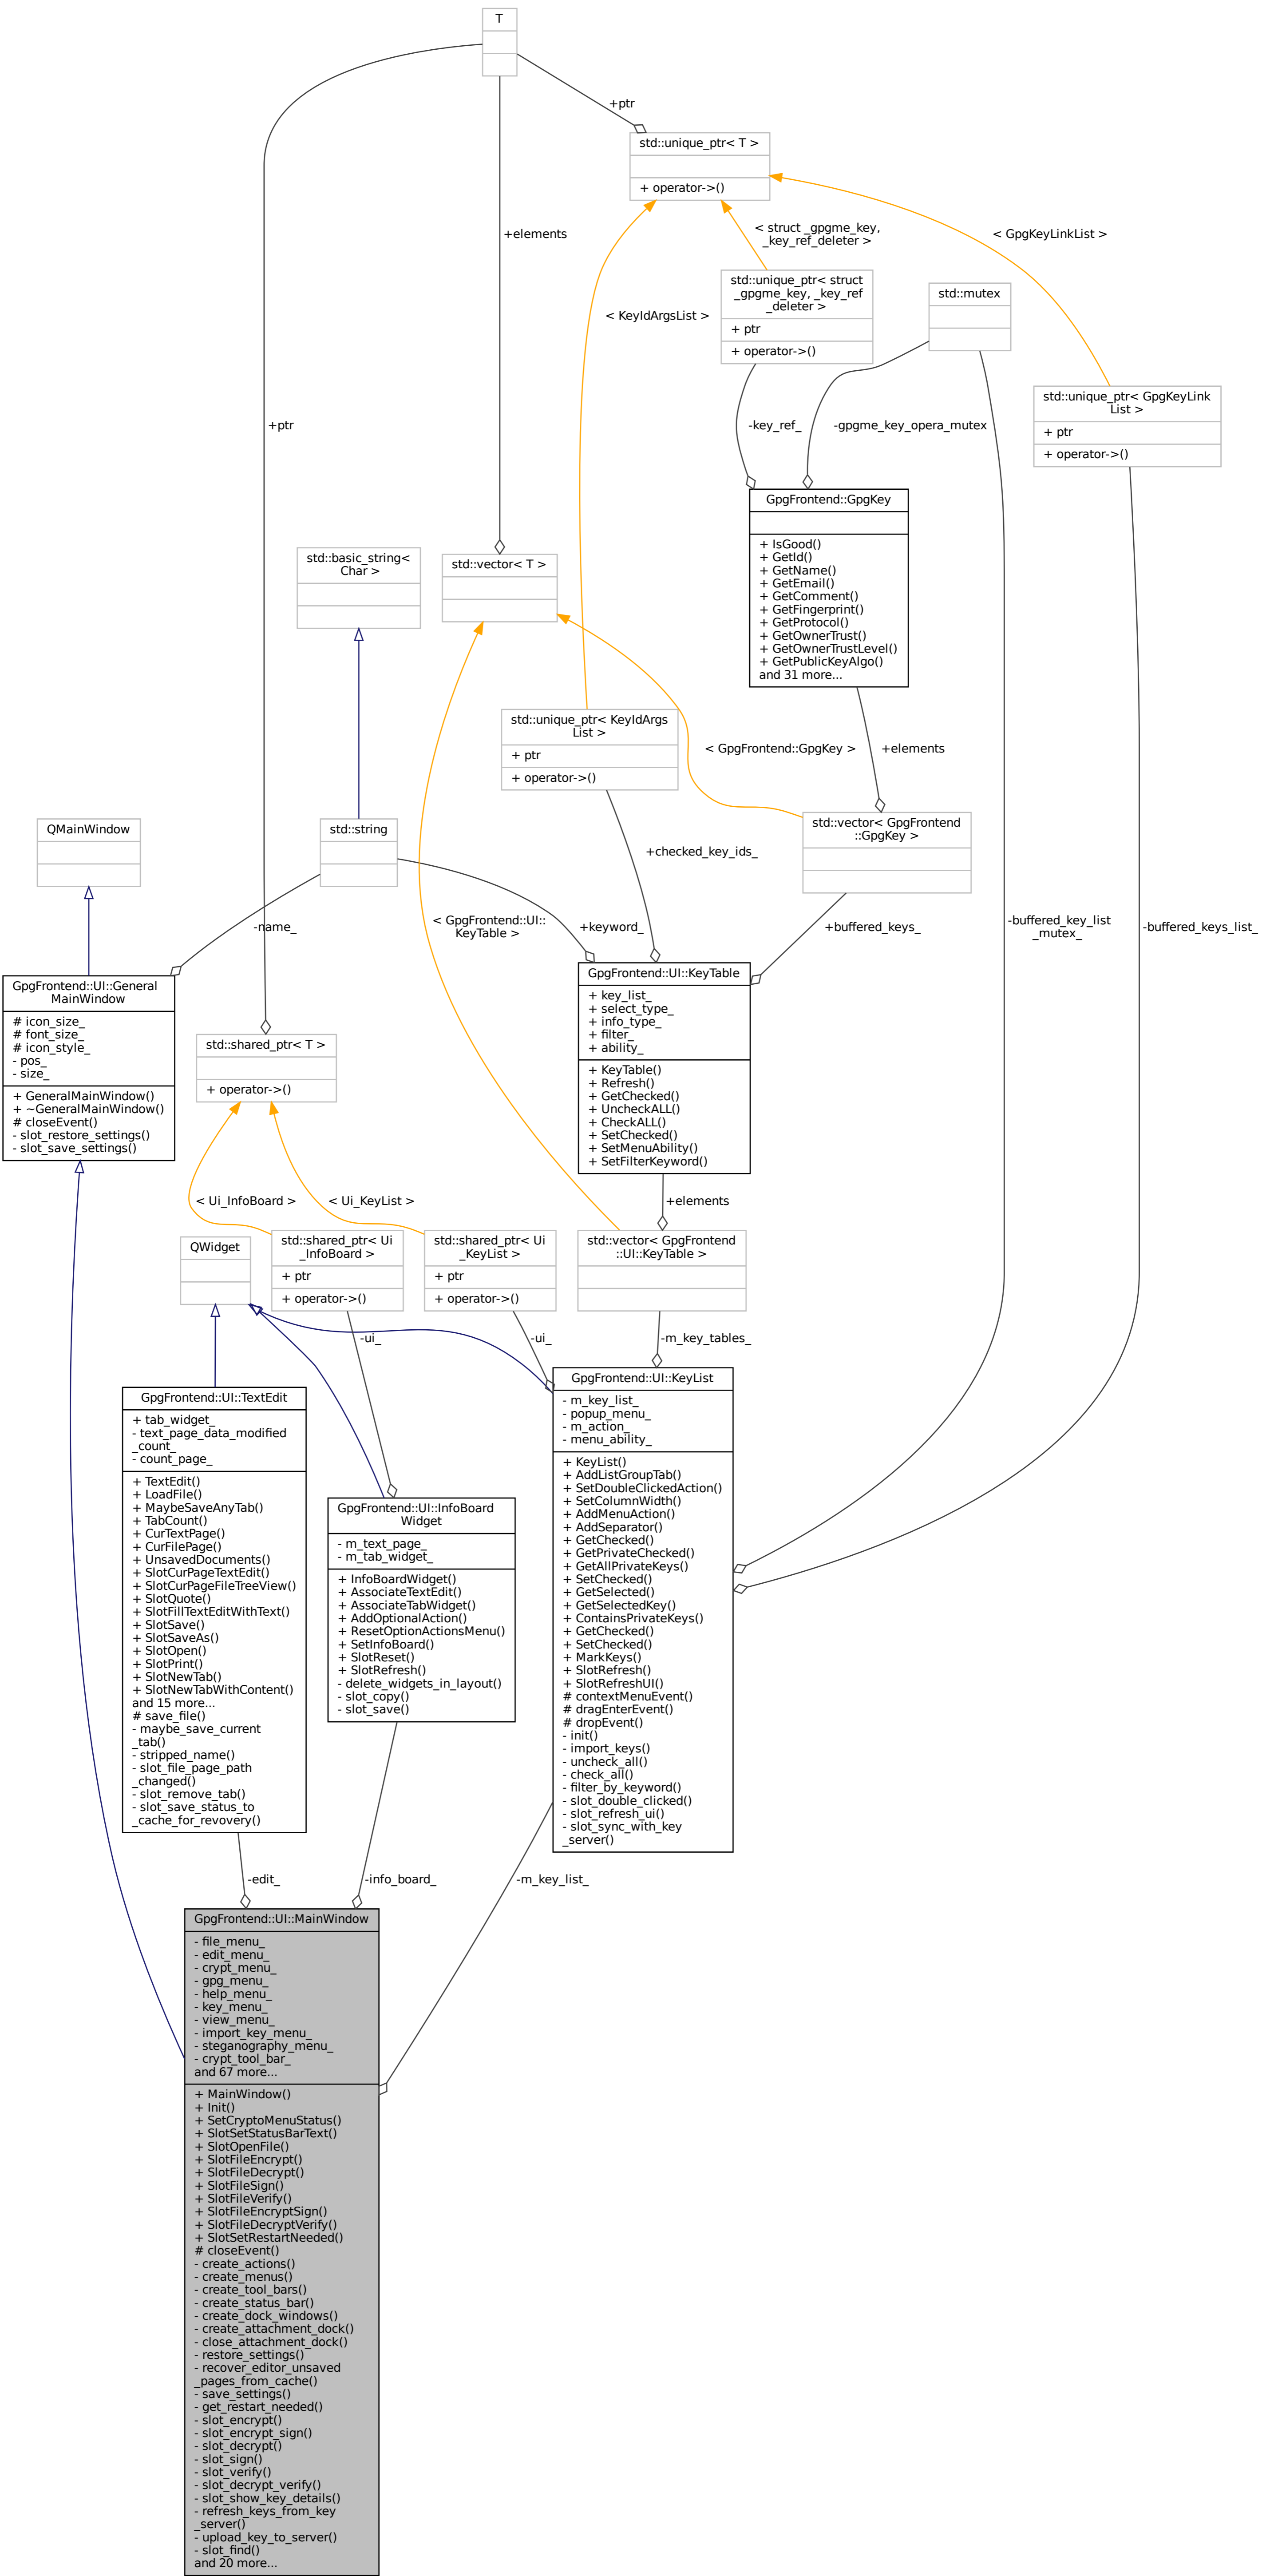 T
+ptr
std::unique_ptr< T >
+ operator->()
+elements
< struct _gpgme_key,
_key_ref_deleter >
< GpgKeyLinkList >
std::unique_ptr< struct
_gpgme_key, _key_ref
_deleter >
+ ptr
+ operator->()
std::mutex
< KeyIdArgsList >
std::unique_ptr< GpgKeyLink
List >
+ ptr
+ operator->()
+ptr
-key_ref_
-gpgme_key_opera_mutex
GpgFrontend::GpgKey
+ IsGood()
+ GetId()
+ GetName()
+ GetEmail()
+ GetComment()
+ GetFingerprint()
+ GetProtocol()
+ GetOwnerTrust()
+ GetOwnerTrustLevel()
+ GetPublicKeyAlgo()
and 31 more...
std::basic_string<
Char >
std::vector< T >
std::unique_ptr< KeyIdArgs
List >
+ ptr
+ operator->()
< GpgFrontend::GpgKey >
+elements
QMainWindow
std::string
std::vector< GpgFrontend
::GpgKey >
+checked_key_ids_
-name_
< GpgFrontend::UI::
KeyTable >
+keyword_
+buffered_keys_
-buffered_key_list
_mutex_
-buffered_keys_list_
GpgFrontend::UI::General
MainWindow
# icon_size_
# font_size_
# icon_style_
- pos_
- size_
+ GeneralMainWindow()
+ ~GeneralMainWindow()
# closeEvent()
- slot_restore_settings()
- slot_save_settings()
std::shared_ptr< T >
+ operator->()
GpgFrontend::UI::KeyTable
+ key_list_
+ select_type_
+ info_type_
+ filter_
+ ability_
+ KeyTable()
+ Refresh()
+ GetChecked()
+ UncheckALL()
+ CheckALL()
+ SetChecked()
+ SetMenuAbility()
+ SetFilterKeyword()
< Ui_InfoBoard >
< Ui_KeyList >
+elements
QWidget
std::shared_ptr< Ui
_InfoBoard >
+ ptr
+ operator->()
std::shared_ptr< Ui
_KeyList >
+ ptr
+ operator->()
std::vector< GpgFrontend
::UI::KeyTable >
-ui_
-ui_
-m_key_tables_
GpgFrontend::UI::TextEdit
+ tab_widget_
- text_page_data_modified
_count_
- count_page_
+ TextEdit()
+ LoadFile()
+ MaybeSaveAnyTab()
+ TabCount()
+ CurTextPage()
+ CurFilePage()
+ UnsavedDocuments()
+ SlotCurPageTextEdit()
+ SlotCurPageFileTreeView()
+ SlotQuote()
+ SlotFillTextEditWithText()
+ SlotSave()
+ SlotSaveAs()
+ SlotOpen()
+ SlotPrint()
+ SlotNewTab()
+ SlotNewTabWithContent()
and 15 more...
# save_file()
- maybe_save_current
_tab()
- stripped_name()
- slot_file_page_path
_changed()
- slot_remove_tab()
- slot_save_status_to
_cache_for_revovery()
GpgFrontend::UI::InfoBoard
Widget
- m_text_page_
- m_tab_widget_
+ InfoBoardWidget()
+ AssociateTextEdit()
+ AssociateTabWidget()
+ AddOptionalAction()
+ ResetOptionActionsMenu()
+ SetInfoBoard()
+ SlotReset()
+ SlotRefresh()
- delete_widgets_in_layout()
- slot_copy()
- slot_save()
GpgFrontend::UI::KeyList
- m_key_list_
- popup_menu_
- m_action_
- menu_ability_
+ KeyList()
+ AddListGroupTab()
+ SetDoubleClickedAction()
+ SetColumnWidth()
+ AddMenuAction()
+ AddSeparator()
+ GetChecked()
+ GetPrivateChecked()
+ GetAllPrivateKeys()
+ SetChecked()
+ GetSelected()
+ GetSelectedKey()
+ ContainsPrivateKeys()
+ GetChecked()
+ SetChecked()
+ MarkKeys()
+ SlotRefresh()
+ SlotRefreshUI()
# contextMenuEvent()
# dragEnterEvent()
# dropEvent()
- init()
- import_keys()
- uncheck_all()
- check_all()
- filter_by_keyword()
- slot_double_clicked()
- slot_refresh_ui()
- slot_sync_with_key
_server()
-edit_
-info_board_
-m_key_list_
GpgFrontend::UI::MainWindow
- file_menu_
- edit_menu_
- crypt_menu_
- gpg_menu_
- help_menu_
- key_menu_
- view_menu_
- import_key_menu_
- steganography_menu_
- crypt_tool_bar_
and 67 more...
+ MainWindow()
+ Init()
+ SetCryptoMenuStatus()
+ SlotSetStatusBarText()
+ SlotOpenFile()
+ SlotFileEncrypt()
+ SlotFileDecrypt()
+ SlotFileSign()
+ SlotFileVerify()
+ SlotFileEncryptSign()
+ SlotFileDecryptVerify()
+ SlotSetRestartNeeded()
# closeEvent()
- create_actions()
- create_menus()
- create_tool_bars()
- create_status_bar()
- create_dock_windows()
- create_attachment_dock()
- close_attachment_dock()
- restore_settings()
- recover_editor_unsaved
_pages_from_cache()
- save_settings()
- get_restart_needed()
- slot_encrypt()
- slot_encrypt_sign()
- slot_decrypt()
- slot_sign()
- slot_verify()
- slot_decrypt_verify()
- slot_show_key_details()
- refresh_keys_from_key
_server()
- upload_key_to_server()
- slot_find()
and 20 more...